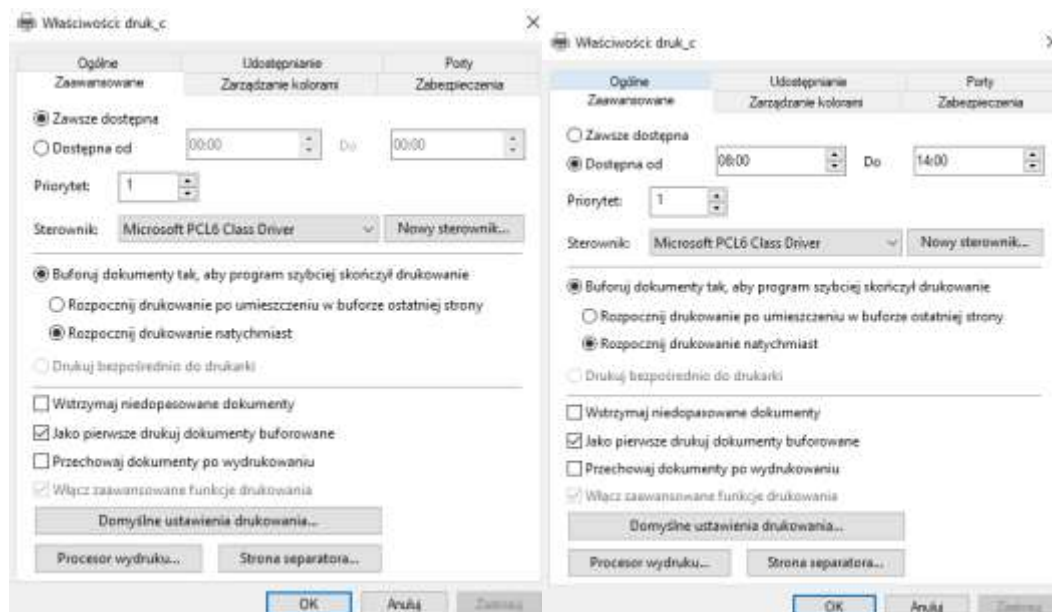 Właściwości: druk_c
Ogólne Udostępnianie Porty
Zaawansowane Zarządzanie kolorami Zabezpieczenia
Zawsze dostępna
Dostępna od 00:00 Do 00:00
Priorytet: 1
Sterownik: Microsoft PCL6 Class Driver Nowy sterownik...
Buforuj dokumenty tak, aby program szybciej skończył drukowanie
Rozpocznij drukowanie po umieszczeniu w buforze ostatniej strony
Rozpocznij drukowanie natychmiast
Drukuj bezpośrednio do drukarki
Wstrzymaj niedopasowane dokumenty
Jako pierwsze drukuj dokumenty buforowane
Przechowaj dokumenty po wydrukowaniu
Włącz zaawansowane funkcje drukowania
Domyślne ustawienia drukowania...
Procesor wydruku... Strona separatora...
OK Anuluj Zastosuj
Właściwości: druk_c
Ogólne Udostępnianie Porty
Zaawansowane Zarządzanie kolorami Zabezpieczenia
Zawsze dostępna
Dostępna od 08:00 Do 14:00
Priorytet: 1
Sterownik: Microsoft PCL6 Class Driver Nowy sterownik...
Buforuj dokumenty tak, aby program szybciej skończył drukowanie
Rozpocznij drukowanie po umieszczeniu w buforze ostatniej strony
Rozpocznij drukowanie natychmiast
Drukuj bezpośrednio do drukarki
Wstrzymaj niedopasowane dokumenty
Jako pierwsze drukuj dokumenty buforowane
Przechowaj dokumenty po wydrukowaniu
Włącz zaawansowane funkcje drukowania
Domyślne ustawienia drukowania...
Procesor wydruku... Strona separatora...
OK Anuluj